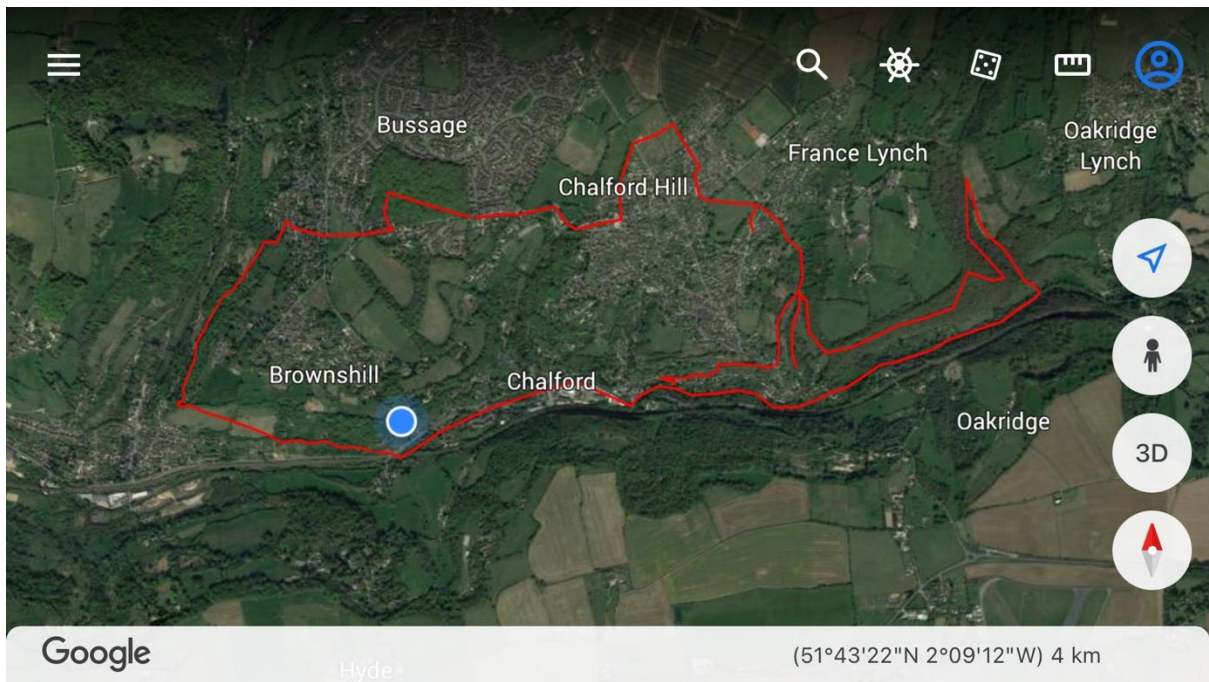 Bussage
Oakridge
Lynch
France Lynch
Chalford Hill
Brownshill
Chalford
Oakridge
3D
Hyde
Google
(51°43'22"N 2°09'12"W) 4 km